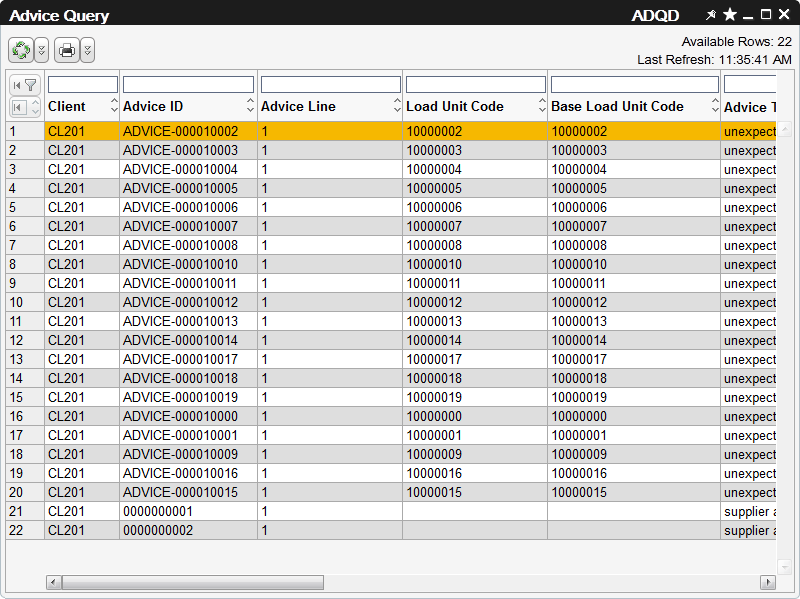 Advice Query ADQD
Available Rows: 22
Last Refresh: 11:35:41 AM
Client Advice ID Advice Line Load Unit Code Base Load Unit Code Advice T
1 CL201 ADVICE-000010002 1 10000002 10000002 unexpect
2 CL201 ADVICE-000010003 1 10000003 10000003 unexpect
3 CL201 ADVICE-000010004 1 10000004 10000004 unexpect
4 CL201 ADVICE-000010005 1 10000005 10000005 unexpect
5 CL201 ADVICE-000010006 1 10000006 10000006 unexpect
6 CL201 ADVICE-000010007 1 10000007 10000007 unexpect
7 CL201 ADVICE-000010008 1 10000008 10000008 unexpect
8 CL201 ADVICE-000010010 1 10000010 10000010 unexpect
9 CL201 ADVICE-000010011 1 10000011 10000011 unexpect
10 CL201 ADVICE-000010012 1 10000012 10000012 unexpect
11 CL201 ADVICE-000010013 1 10000013 10000013 unexpect
12 CL201 ADVICE-000010014 1 10000014 10000014 unexpect
13 CL201 ADVICE-000010017 1 10000017 10000017 unexpect
14 CL201 ADVICE-000010018 1 10000018 10000018 unexpect
15 CL201 ADVICE-000010019 1 10000019 10000019 unexpect
16 CL201 ADVICE-000010000 1 10000000 10000000 unexpect
17 CL201 ADVICE-000010001 1 10000001 10000001 unexpect
18 CL201 ADVICE-000010009 1 10000009 10000009 unexpect
19 CL201 ADVICE-000010016 1 10000016 10000016 unexpect
20 CL201 ADVICE-000010015 1 10000015 10000015 unexpect
21 CL201 0000000001 1 supplier a
22 CL201 0000000002 1 supplier a